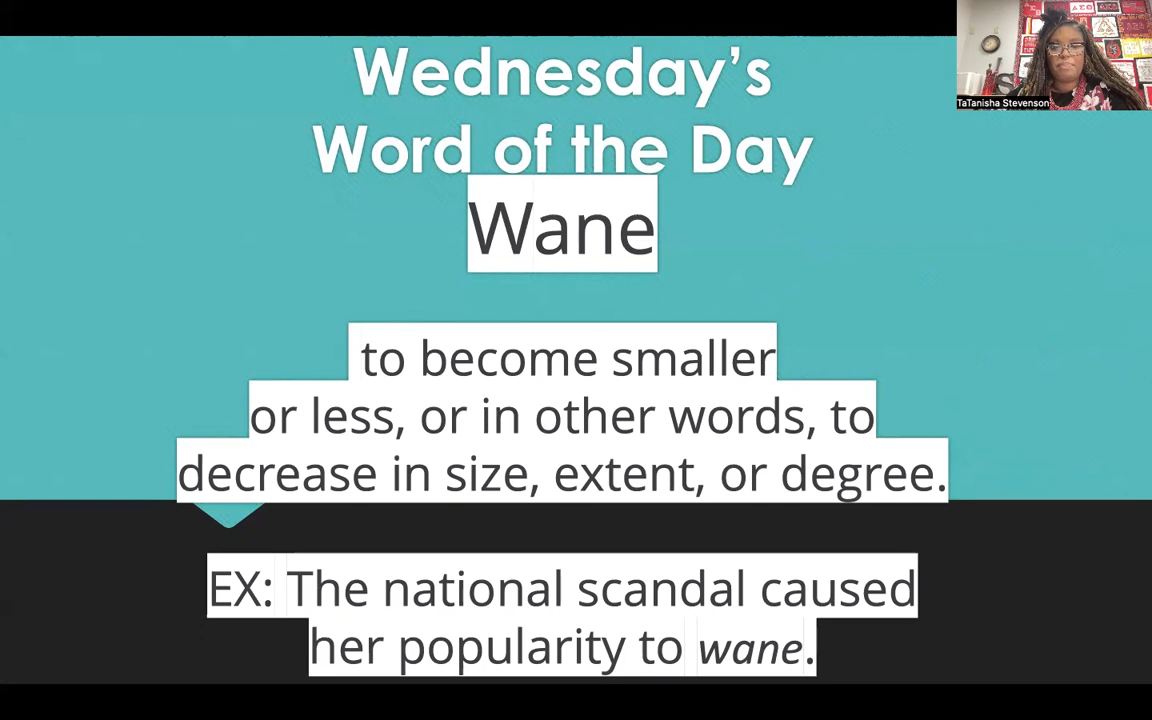 Wednesday’s
Word of the Day
Wane
to become smaller
or less, or in other words, to
decrease in size, extent, or degree.
EX: The national scandal caused
her popularity to wane.
TaTanisha Stevenson